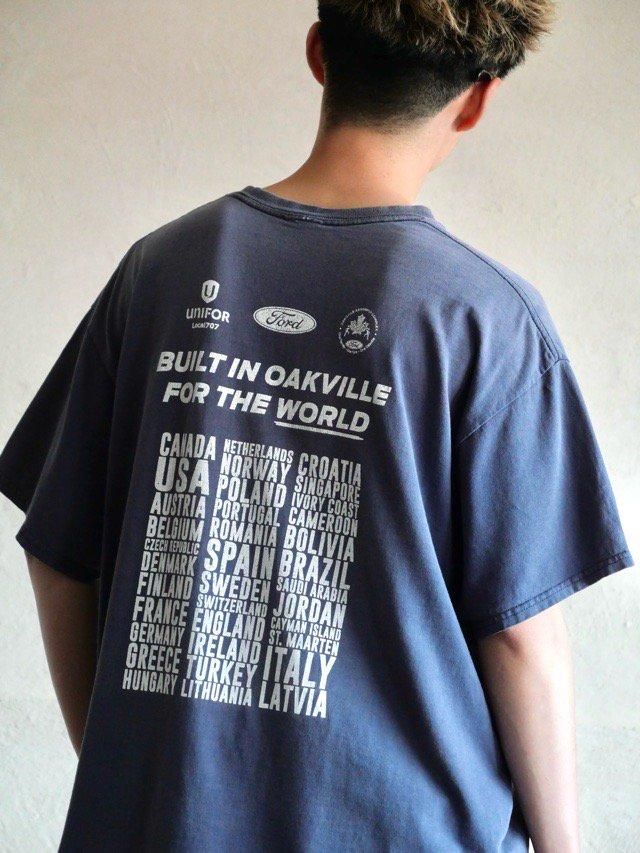 UNIFOR
Local 707
Ford
BUILT IN OAKVILLE
FOR THE WORLD
CANADA
USA
AUSTRIA
BELGIUM
CZECH REPUBLIC
DENMARK
FINLAND
FRANCE
GERMANY
GREECE
HUNGARY
NETHERLANDS
NORWAY
POLAND
PORTUGAL
ROMANIA
SPAIN
SWEDEN
SWITZERLAND
ENGLAND
IRELAND
TURKEY
LITHUANIA
CROATIA
SINGAPORE
IVORY COAST
CAMEROON
BOLIVIA
BRAZIL
SAUDI ARABIA
JORDAN
CAYMAN ISLAND
ST. MAARTEN
ITALY
LATVIA